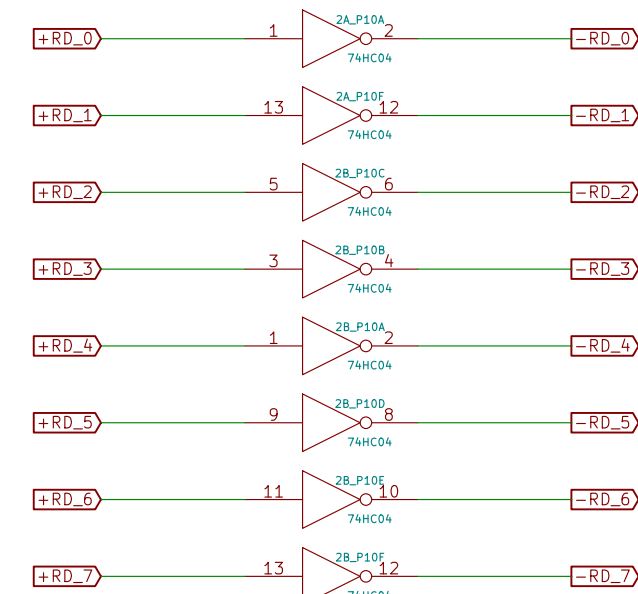 2A_P10A
+RD_0 1 2 -RD_0
74HC04
2A_P10F
+RD_1 13 12 -RD_1
74HC04
2B_P10C
+RD_2 5 6 -RD_2
74HC04
2B_P10B
+RD_3 3 4 -RD_3
74HC04
2B_P10A
+RD_4 1 2 -RD_4
74HC04
2B_P10D
+RD_5 9 8 -RD_5
74HC04
2B_P10E
+RD_6 11 10 -RD_6
74HC04
2B_P10F
+RD_7 13 12 -RD_7